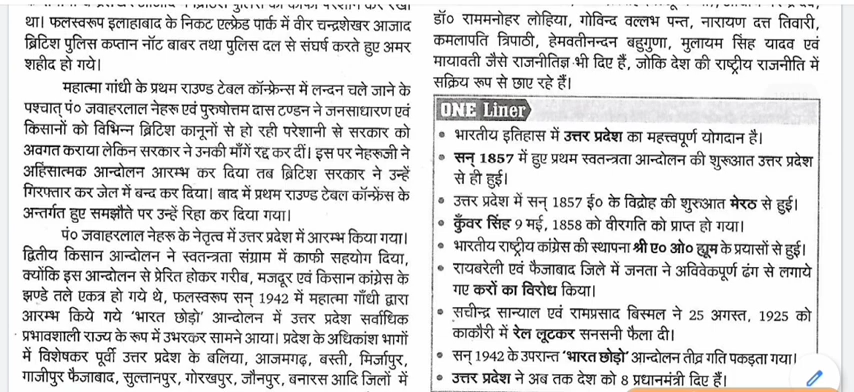 था। फलस्वरूप इलाहाबाद के निकट एल्फ्रेड पार्क में वीर चन्द्रशेखर आजाद
ब्रिटिश पुलिस कप्तान नॉट बाबर तथा पुलिस दल से संघर्ष करते हुए अमर
शहीद हो गये।
महात्मा गांधी के प्रथम राउण्ड टेबल कॉन्फ्रेन्स में लन्दन चले जाने के
पश्चात् पं० जवाहरलाल नेहरू एवं पुरुषोत्तम दास टण्डन ने जनसाधारण एवं
किसानों को विभिन्न ब्रिटिश कानूनों से हो रही परेशानी से सरकार को
अवगत कराया लेकिन सरकार ने उनकी माँगें रद्द कर दीं। इस पर नेहरूजी ने
अहिंसात्मक आन्दोलन आरम्भ कर दिया तब ब्रिटिश सरकार ने उन्हें
गिरफ्तार कर जेल में बन्द कर दिया। बाद में प्रथम राउण्ड टेबल कॉन्फ्रेंस के
अन्तर्गत हुए समझौते पर उन्हें रिहा कर दिया गया।
पं० जवाहरलाल नेहरू के नेतृत्व में उत्तर प्रदेश में आरम्भ किया गया।
द्वितीय किसान आन्दोलन ने स्वतन्त्रता संग्राम में काफी सहयोग दिया,
क्योंकि इस आन्दोलन से प्रेरित होकर गरीब, मजदूर एवं किसान कांग्रेस के
झण्डे तले एकत्र हो गये थे, फलस्वरूप सन् 1942 में महात्मा गाँधी द्वारा
आरम्भ किये गये 'भारत छोड़ो' आन्दोलन में उत्तर प्रदेश सर्वाधिक
प्रभावशाली राज्य के रूप में उभरकर सामने आया। प्रदेश के अधिकांश भागों
में विशेषकर पूर्वी उत्तर प्रदेश के बलिया, आजमगढ़, बस्ती, मिर्जापुर,
गाजीपुर फैजाबाद, सुल्तानपुर, गोरखपुर, जौनपुर, बनारस आदि जिलों में
डॉ० राममनोहर लोहिया, गोविन्द वल्लभ पन्त, नारायण दत्त तिवारी,
कमलापति त्रिपाठी, हेमवतीनन्दन बहुगुणा, मुलायम सिंह यादव एवं
मायावती जैसे राजनीतिज्ञ भी दिए हैं, जोकि देश की राष्ट्रीय राजनीति में
सक्रिय रूप से छाए रहे हैं।
ONE Liner
• भारतीय इतिहास में उत्तर प्रदेश का महत्त्वपूर्ण योगदान है।
• सन् 1857 में हुए प्रथम स्वतन्त्रता आन्दोलन की शुरूआत उत्तर प्रदेश
से ही हुई।
• उत्तर प्रदेश में सन् 1857 ई० के विद्रोह की शुरुआत मेरठ से हुई।
• कुँवर सिंह 9 मई, 1858 को वीरगति को प्राप्त हो गया।
• भारतीय राष्ट्रीय कांग्रेस की स्थापना श्री ए० ओ० ह्यूम के प्रयासों से हुई।
• रायबरेली एवं फैजाबाद जिले में जनता ने अविवेकपूर्ण ढंग से लगाये
गए करों का विरोध किया।
• सचीन्द्र सान्याल एवं रामप्रसाद बिस्मल ने 25 अगस्त, 1925 को
काकोरी में रेल लूटकर सनसनी फैला दी।
• सन् 1942 के उपरान्त 'भारत छोड़ो' आन्दोलन तीव्र गति पकड़ता गया।
• उत्तर प्रदेश ने अब तक देश को 8 प्रधानमंत्री दिए हैं।